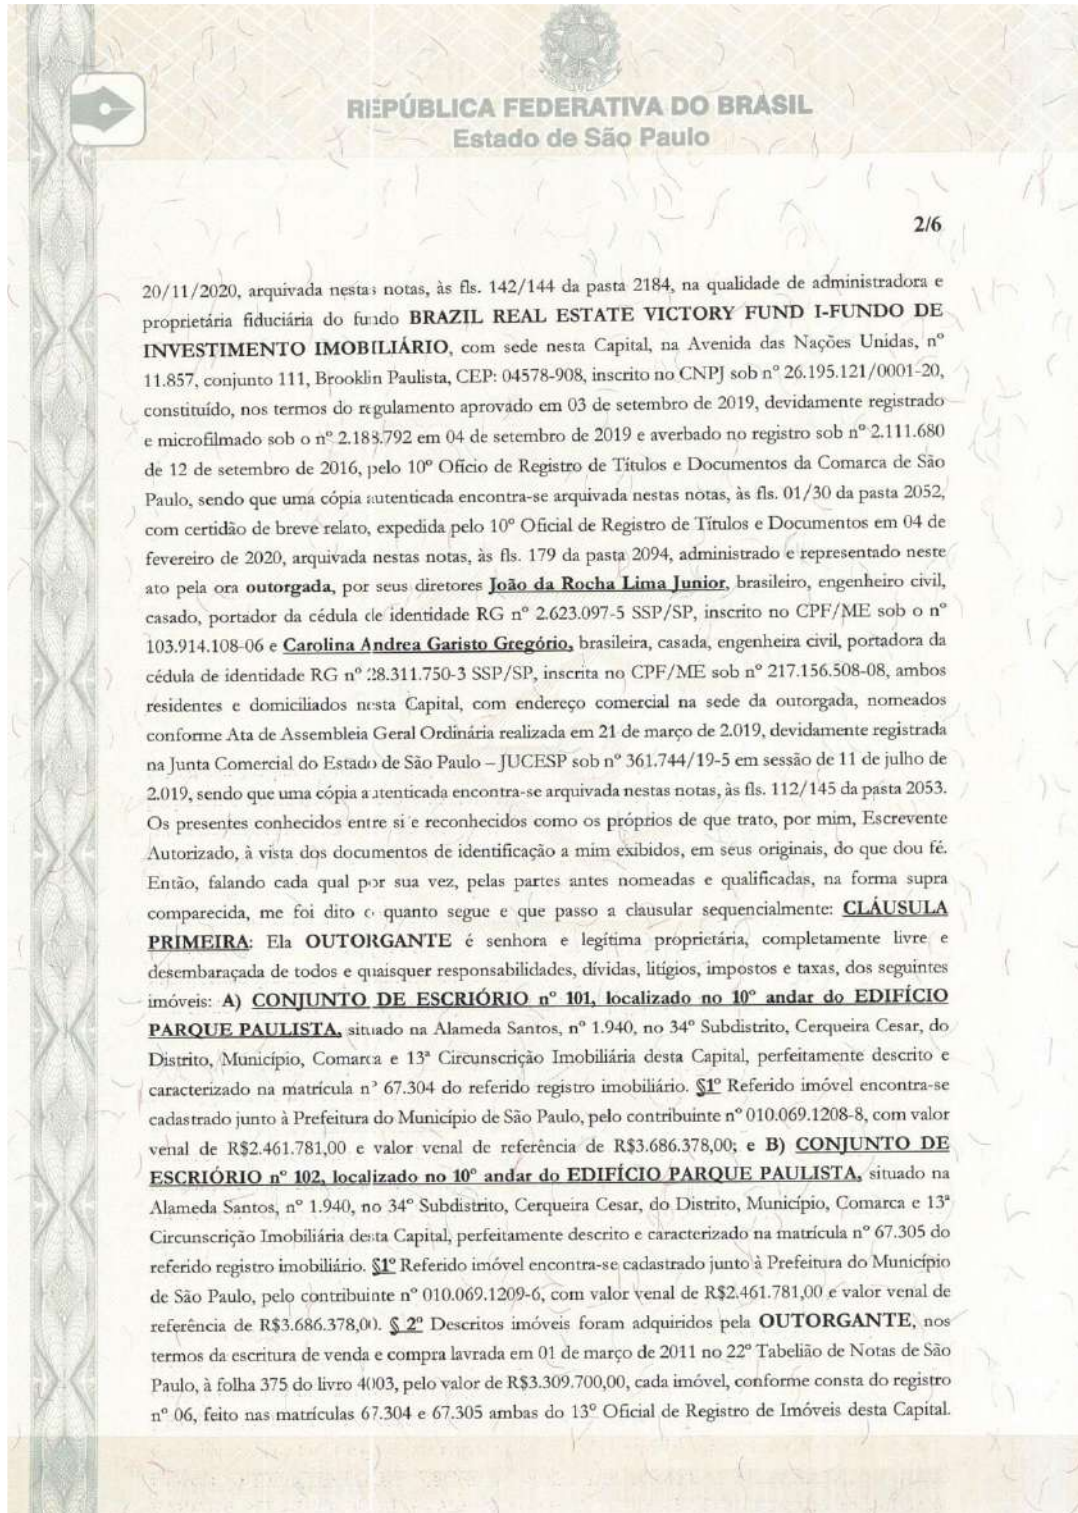 REPÚBLICA FEDERATIVA DO BRASIL
Estado de São Paulo
2/6
20/11/2020, arquivada nestas notas, às fls. 142/144 da pasta 2184, na qualidade de administradora e
proprietária fiduciária do fundo BRAZIL REAL ESTATE VICTORY FUND I-FUNDO DE
INVESTIMENTO IMOBILIÁRIO, com sede nesta Capital, na Avenida das Nações Unidas, nº
11.857, conjunto 111, Brooklin Paulista, CEP: 04578-908, inscrito no CNPJ sob nº 26.195.121/0001-20,
constituído, nos termos do regulamento aprovado em 03 de setembro de 2019, devidamente registrado
e microfilmado sob o nº 2.188.792 em 04 de setembro de 2019 e averbado no registro sob nº 2.111.680
de 12 de setembro de 2016, pelo 10º Ofício de Registro de Títulos e Documentos da Comarca de São
Paulo, sendo que uma cópia autenticada encontra-se arquivada nestas notas, às fls. 01/30 da pasta 2052,
com certidão de breve relato, expedida pelo 10º Oficial de Registro de Títulos e Documentos em 04 de
fevereiro de 2020, arquivada nestas notas, às fls. 179 da pasta 2094, administrado e representado neste
ato pela ora outorgada, por seus diretores João da Rocha Lima Junior, brasileiro, engenheiro civil,
casado, portador da cédula de identidade RG nº 2.623.097-5 SSP/SP, inscrito no CPF/ME sob o nº
103.914.108-06 e Carolina Andrea Garisto Gregório, brasileira, casada, engenheira civil, portadora da
cédula de identidade RG nº 28.311.750-3 SSP/SP, inscrita no CPF/ME sob nº 217.156.508-08, ambos
residentes e domiciliados nesta Capital, com endereço comercial na sede da outorgada, nomeados
conforme Ata de Assembleia Geral Ordinária realizada em 21 de março de 2.019, devidamente registrada
na Junta Comercial do Estado de São Paulo – JUCESP sob nº 361.744/19-5 em sessão de 11 de julho de
2.019, sendo que uma cópia autenticada encontra-se arquivada nestas notas, às fls. 112/145 da pasta 2053.
Os presentes conhecidos entre si e reconhecidos como os próprios de que trato, por mim, Escrevente
Autorizado, à vista dos documentos de identificação a mim exibidos, em seus originais, do que dou fé.
Então, falando cada qual por sua vez, pelas partes antes nomeadas e qualificadas, na forma supra
comparecida, me foi dito o quanto segue e que passo a clausular sequencialmente: CLÁUSULA
PRIMEIRA: Ela OUTORGANTE é senhora e legítima proprietária, completamente livre e
desembaraçada de todos e quaisquer responsabilidades, dívidas, litígios, impostos e taxas, dos seguintes
imóveis: A) CONJUNTO DE ESCRIÓRIO nº 101, localizado no 10º andar do EDIFÍCIO
PARQUE PAULISTA, situado na Alameda Santos, nº 1.940, no 34º Subdistrito, Cerqueira Cesar, do
Distrito, Município, Comarca e 13ª Circunscrição Imobiliária desta Capital, perfeitamente descrito e
caracterizado na matrícula nº 67.304 do referido registro imobiliário. §1º Referido imóvel encontra-se
cadastrado junto à Prefeitura do Município de São Paulo, pelo contribuinte nº 010.069.1208-8, com valor
venal de R$2.461.781,00 e valor venal de referência de R$3.686.378,00; e B) CONJUNTO DE
ESCRIÓRIO nº 102, localizado no 10º andar do EDIFÍCIO PARQUE PAULISTA, situado na
Alameda Santos, nº 1.940, no 34º Subdistrito, Cerqueira Cesar, do Distrito, Município, Comarca e 13ª
Circunscrição Imobiliária desta Capital, perfeitamente descrito e caracterizado na matrícula nº 67.305 do
referido registro imobiliário. §1º Referido imóvel encontra-se cadastrado junto à Prefeitura do Município
de São Paulo, pelo contribuinte nº 010.069.1209-6, com valor venal de R$2.461.781,00 e valor venal de
referência de R$3.686.378,00. § 2º Descritos imóveis foram adquiridos pela OUTORGANTE, nos
termos da escritura de venda e compra lavrada em 01 de março de 2011 no 22º Tabelião de Notas de São
Paulo, à folha 375 do livro 4003, pelo valor de R$3.309.700,00, cada imóvel, conforme consta do registro
nº 06, feito nas matrículas 67.304 e 67.305 ambas do 13º Oficial de Registro de Imóveis desta Capital.